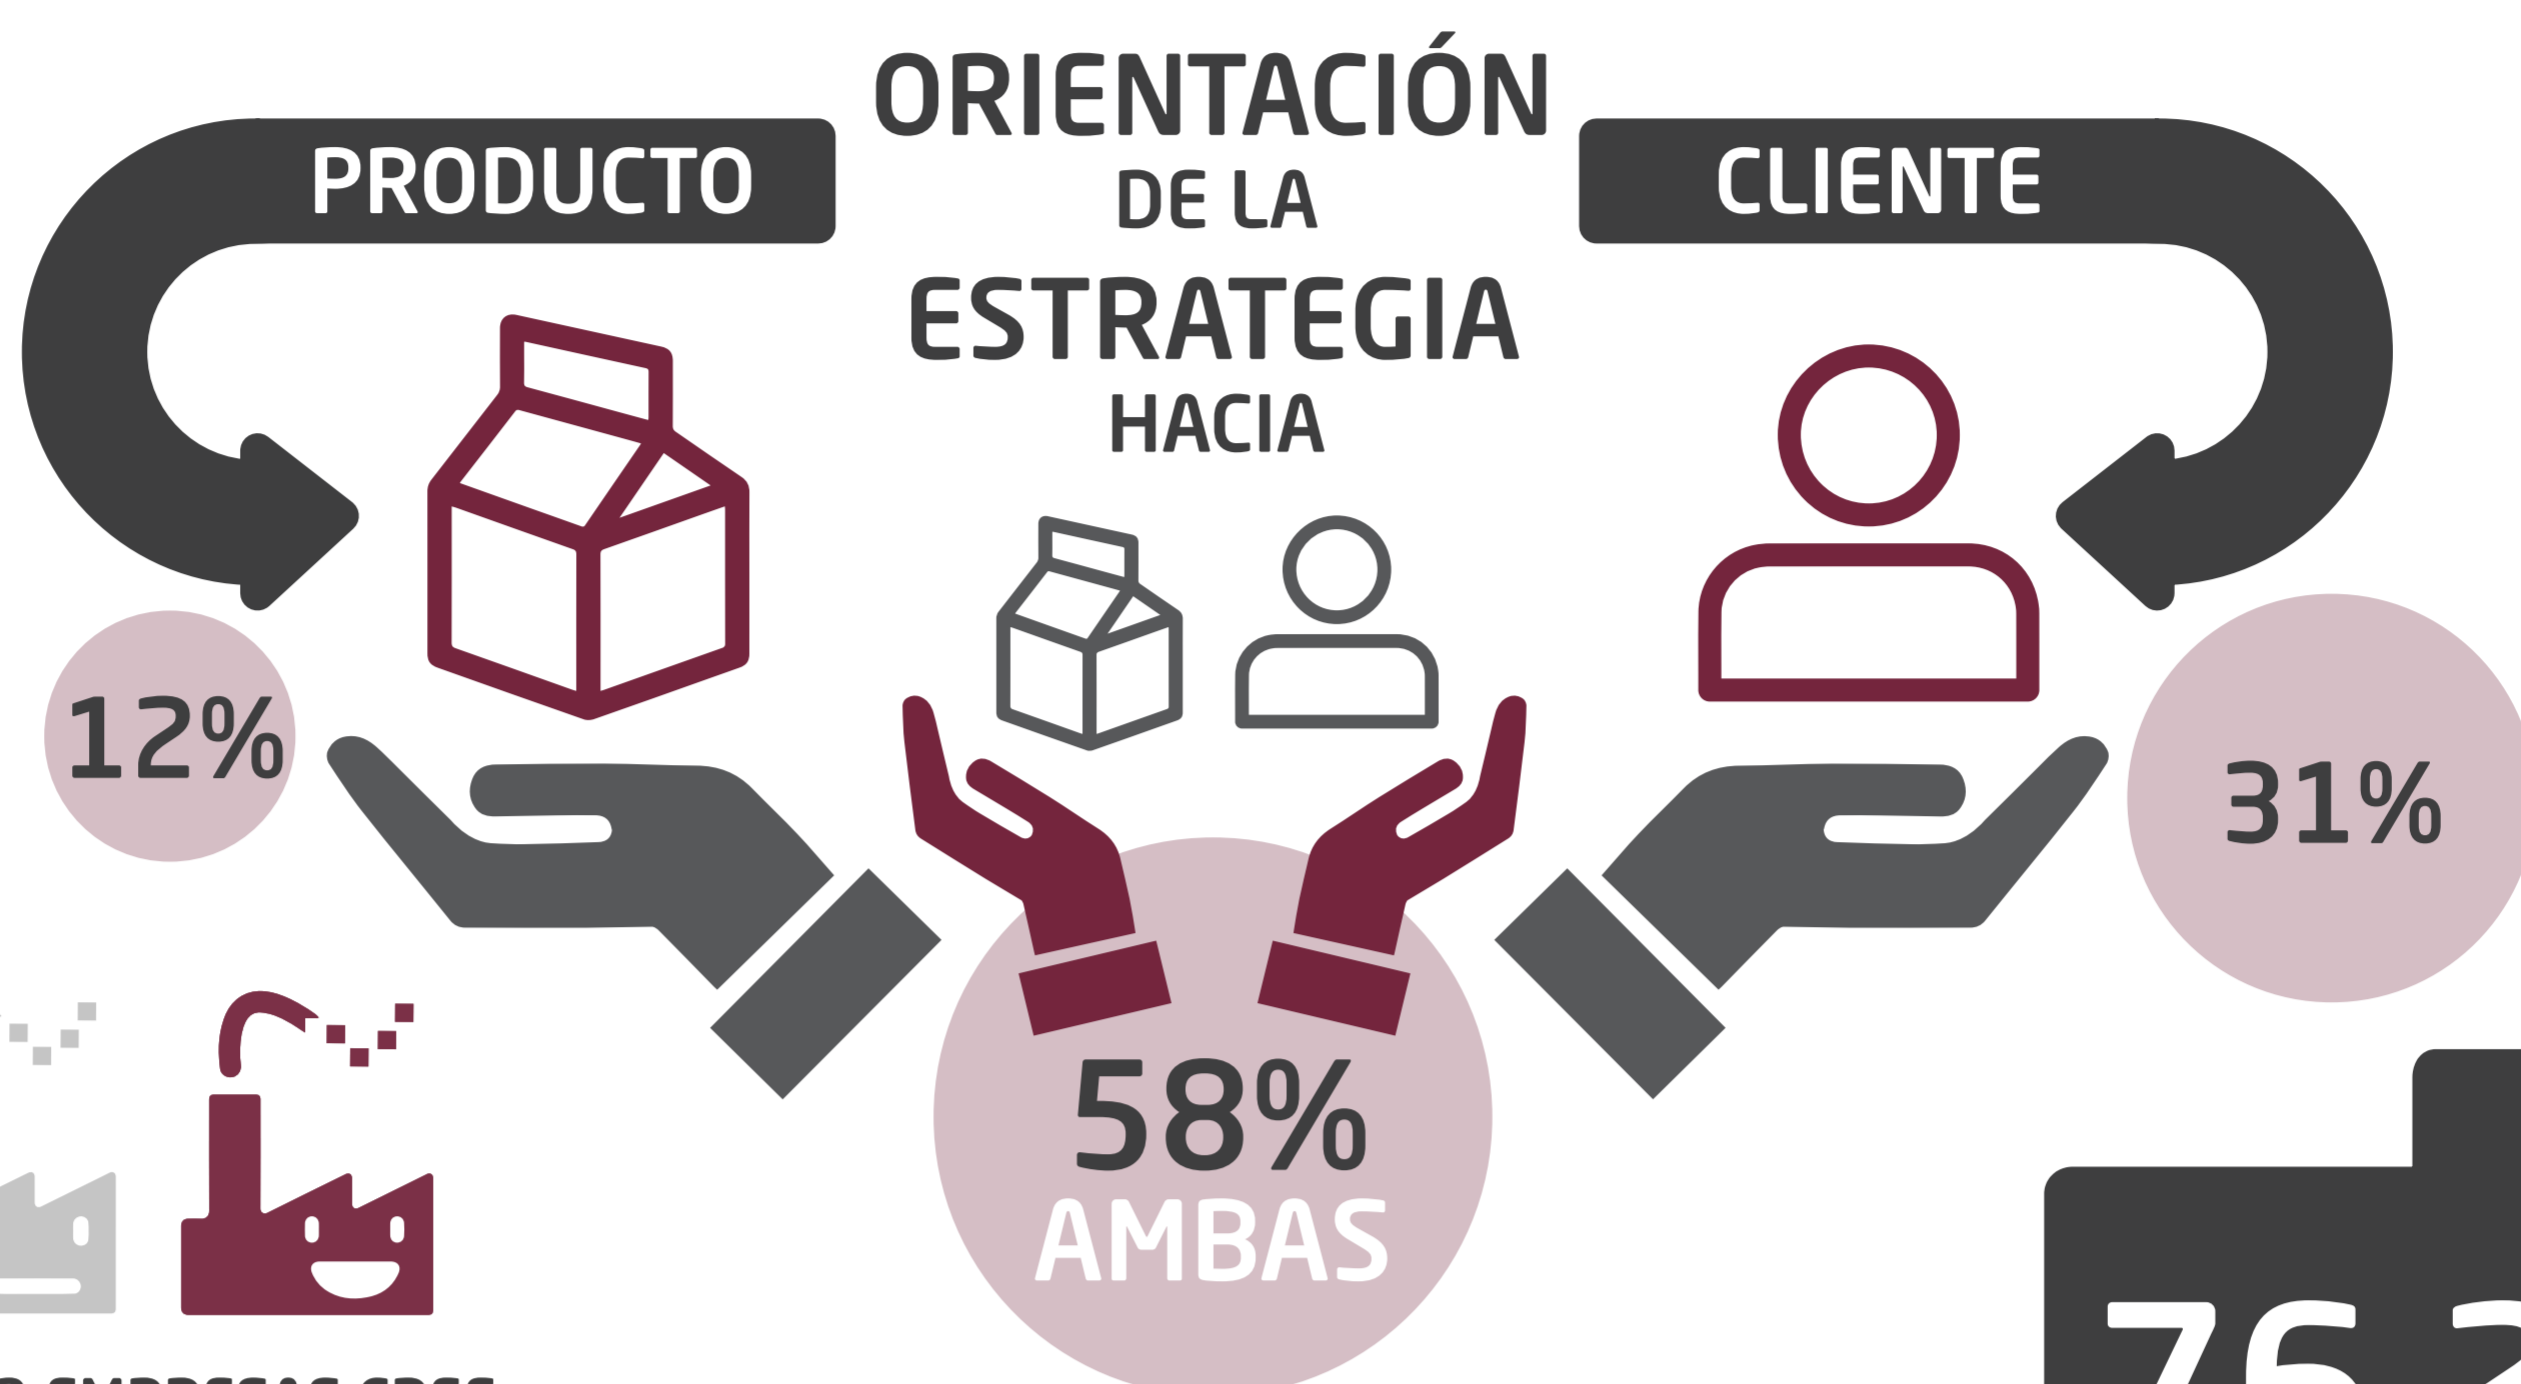 ORIENTACIÓN
DE LA
ESTRATEGIA
HACIA
PRODUCTO
CLIENTE
12%
31%
58%
AMBAS